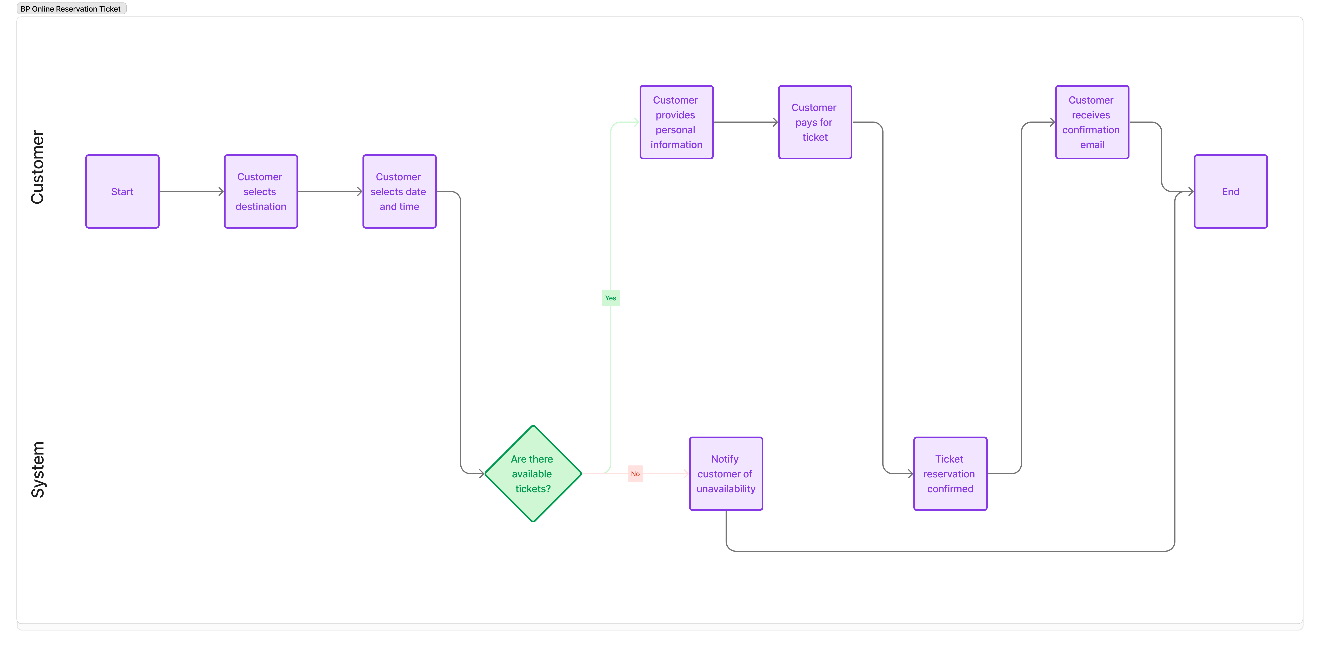 BP Online Reservation Ticket
Customer
Start
Customer
selects
destination
Customer
selects date
and time
Customer
provides
personal
information
Customer
pays for
ticket
Customer
receives
confirmation
email
End
Yes
System
Are there
available
tickets?
No
Notify
customer of
unavailability
Ticket
reservation
confirmed